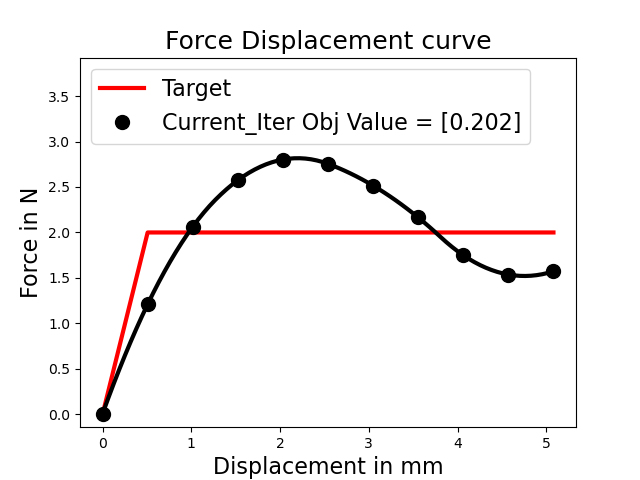 Force Displacement curve
Target
Current_Iter Obj Value = [0.202]
Force in N
3.5
3.0
2.5
2.0
1.5
1.0
0.5
0.0
0 1 2 3 4 5
Displacement in mm